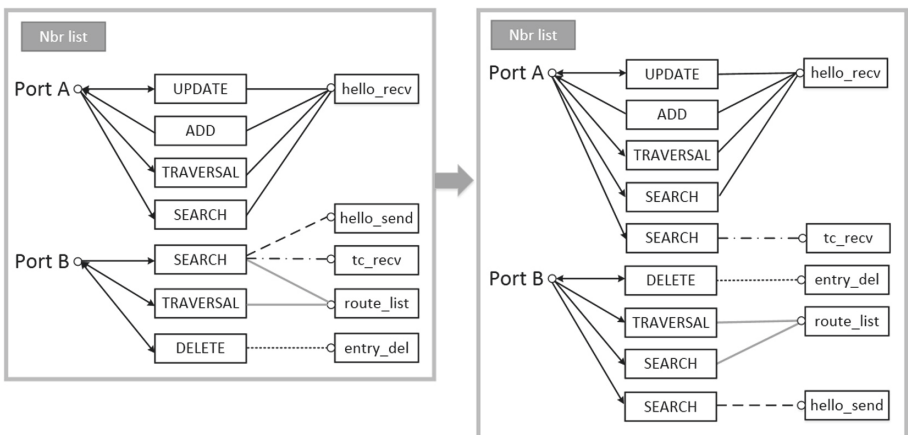 Nbr list
Port A
UPDATE
hello_recv
ADD
TRAVERSAL
SEARCH
hello_send
Port B
SEARCH
tc_recv
TRAVERSAL
route_list
DELETE
entry_del
Nbr list
Port A
UPDATE
hello_recv
ADD
TRAVERSAL
SEARCH
SEARCH
tc_recv
Port B
DELETE
entry_del
TRAVERSAL
route_list
SEARCH
SEARCH
hello_send